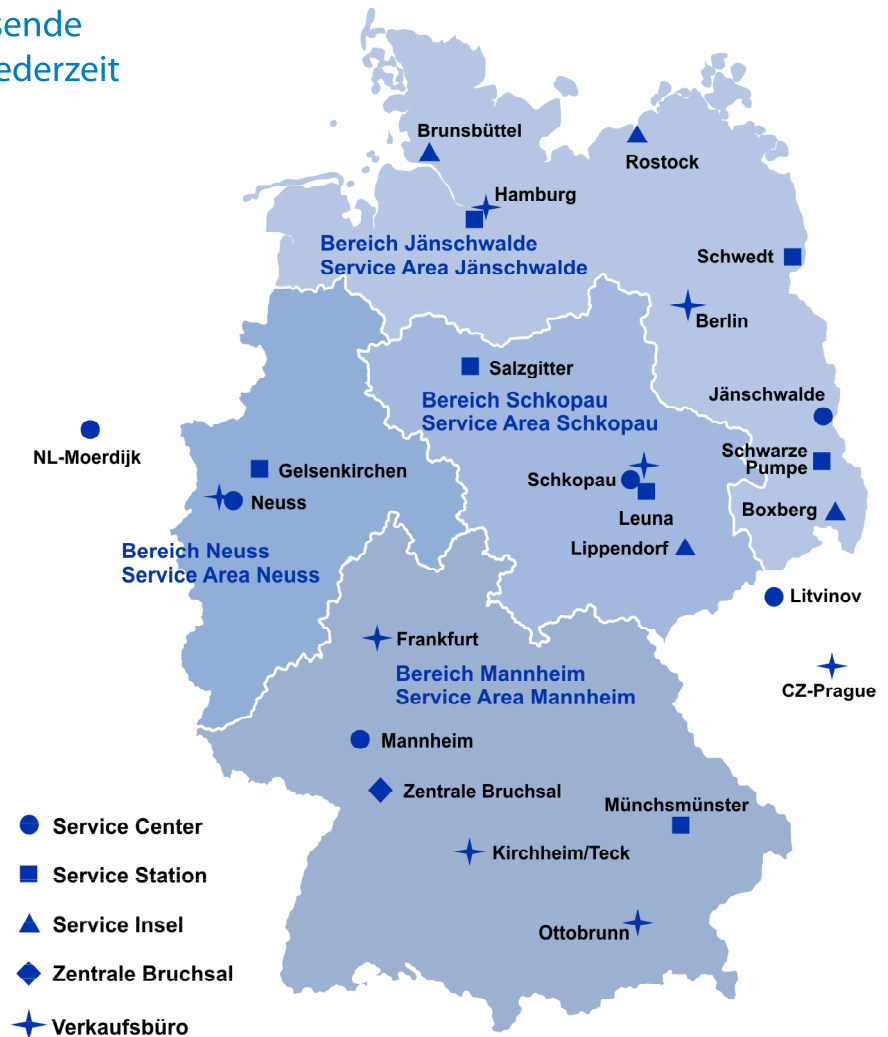 sende
ederzeit
Brunsbüttel
Rostock
Hamburg
Bereich Jänschwalde
Service Area Jänschwalde
Schwedt
Berlin
Salzgitter
Jänschwalde
Bereich Schkopau
Service Area Schkopau
NL-Moerdijk
Gelsenkirchen
Schwarze
Pumpe
Schkopau
Neuss
Leuna
Boxberg
Bereich Neuss
Service Area Neuss
Lippendorf
Litvinov
Frankfurt
Bereich Mannheim
Service Area Mannheim
CZ-Prague
Mannheim
Zentrale Bruchsal
Münchsmünster
Kirchheim/Teck
Ottobrunn
Service Center
Service Station
Service Insel
Zentrale Bruchsal
Verkaufsbüro